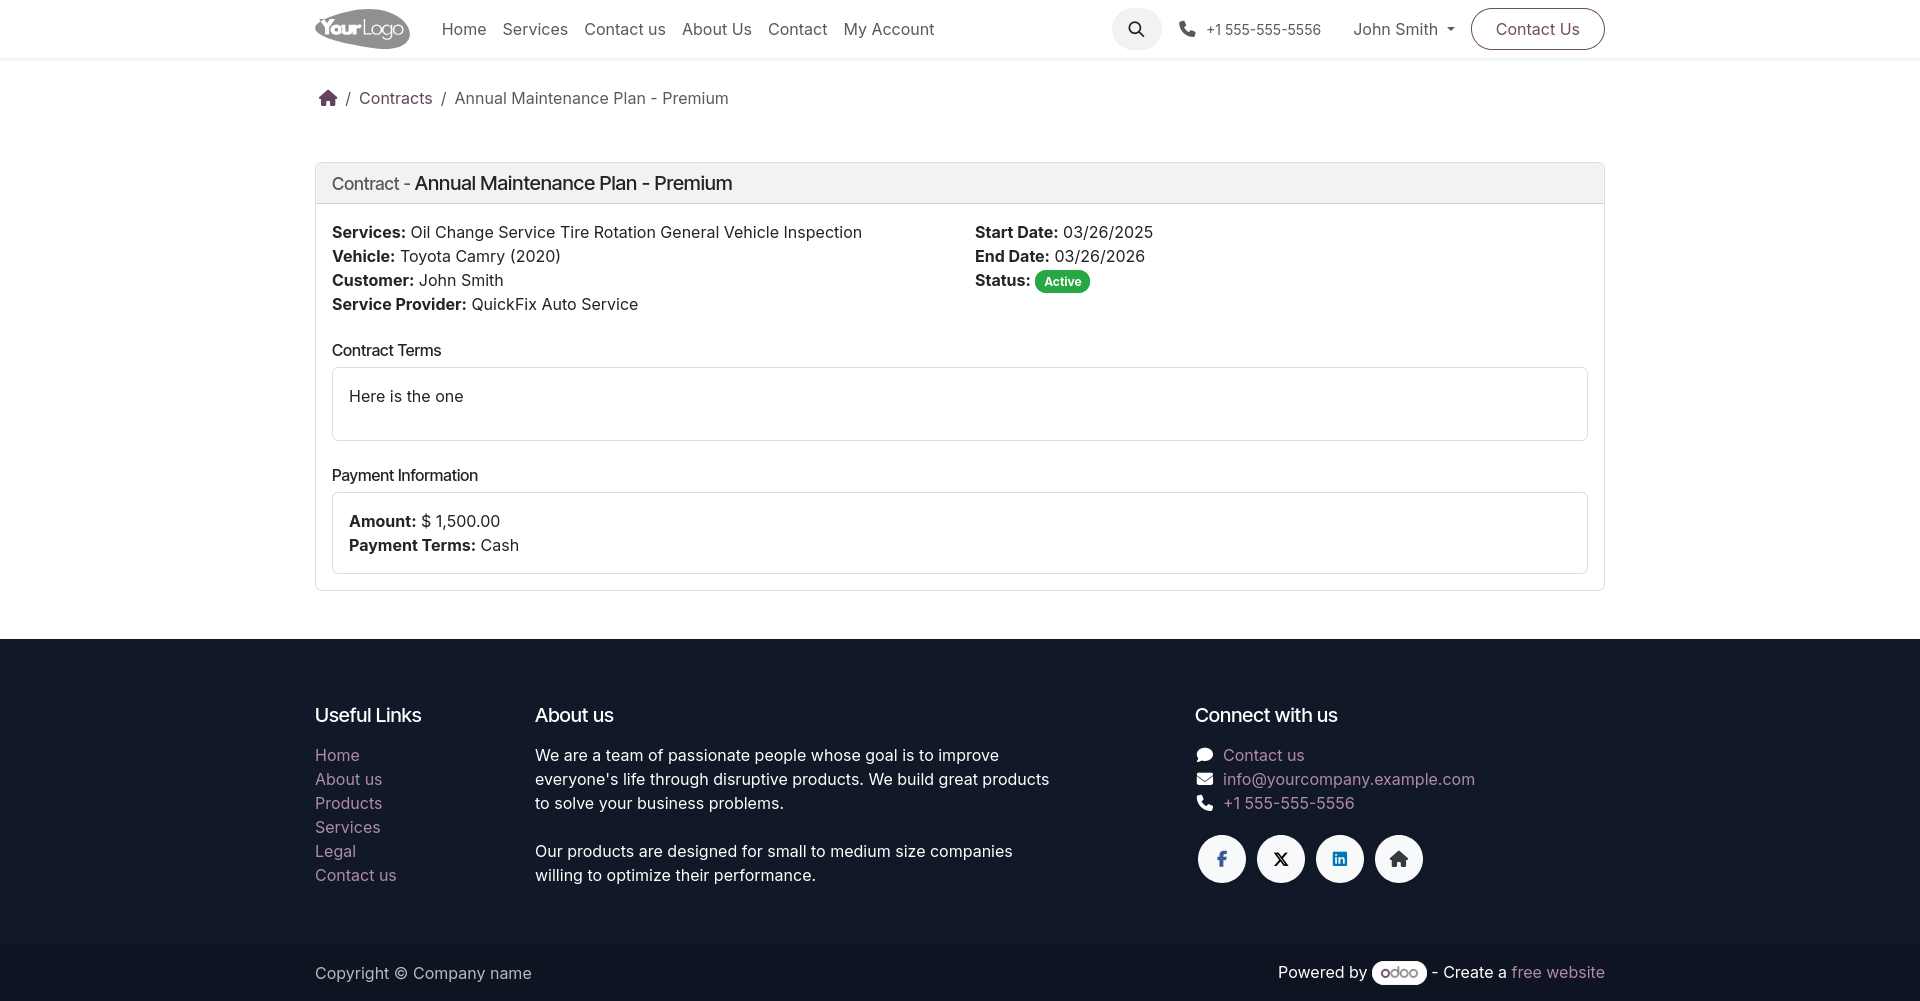 YourLogo
Home Services Contact us About Us Contact My Account
+1 555-555-5556
John Smith
Contact Us
/ Contracts / Annual Maintenance Plan - Premium
Contract - Annual Maintenance Plan - Premium
Services: Oil Change Service Tire Rotation General Vehicle Inspection
Vehicle: Toyota Camry (2020)
Customer: John Smith
Service Provider: QuickFix Auto Service
Start Date: 03/26/2025
End Date: 03/26/2026
Status: Active
Contract Terms
Here is the one
Payment Information
Amount: $ 1,500.00
Payment Terms: Cash
Useful Links
Home
About us
Products
Services
Legal
Contact us
About us
We are a team of passionate people whose goal is to improve
everyone's life through disruptive products. We build great products
to solve your business problems.
Our products are designed for small to medium size companies
willing to optimize their performance.
Connect with us
Contact us
info@yourcompany.example.com
+1 555-555-5556
Copyright © Company name
Powered by odoo - Create a free website